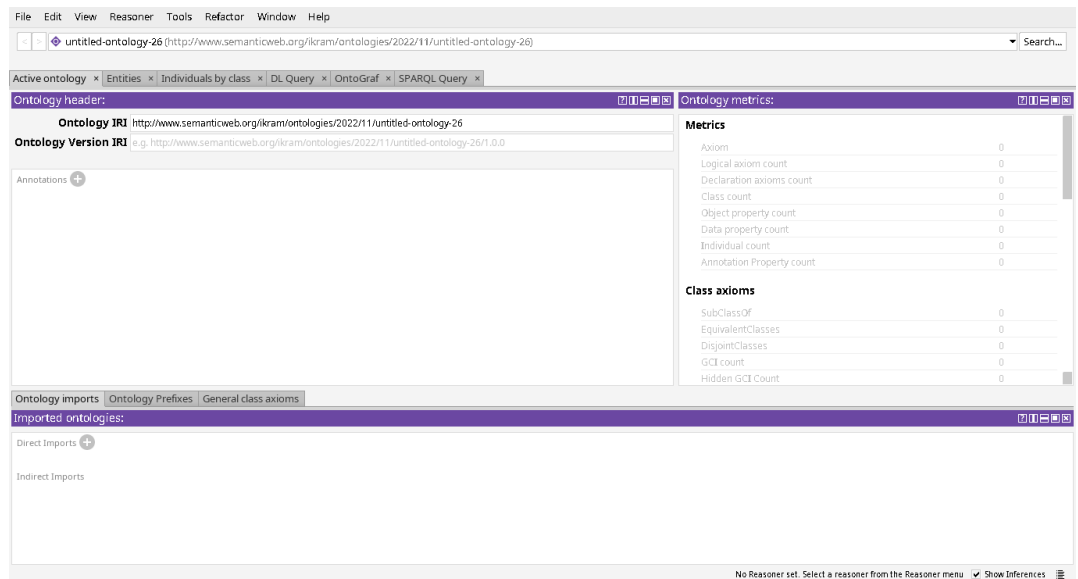 File Edit View Reasoner Tools Refactor Window Help
< > untitled-ontology-26 (http://www.semanticweb.org/ikram/ontologies/2022/11/untitled-ontology-26) Search...
Active ontology × Entities × Individuals by class × DL Query × OntoGraf × SPARQL Query ×
Ontology header:
Ontology IRI http://www.semanticweb.org/ikram/ontologies/2022/11/untitled-ontology-26
Ontology Version IRI e.g. http://www.semanticweb.org/ikram/ontologies/2022/11/untitled-ontology-26/1.0.0
Annotations
Ontology metrics:
Metrics
Axiom 0
Logical axiom count 0
Declaration axioms count 0
Class count 0
Object property count 0
Data property count 0
Individual count 0
Annotation Property count 0
Class axioms
SubClassOf 0
EquivalentClasses 0
DisjointClasses 0
GCI count 0
Hidden GCI Count 0
Ontology imports Ontology Prefixes General class axioms
Imported ontologies:
Direct Imports
Indirect Imports
No Reasoner set. Select a reasoner from the Reasoner menu Show Inferences